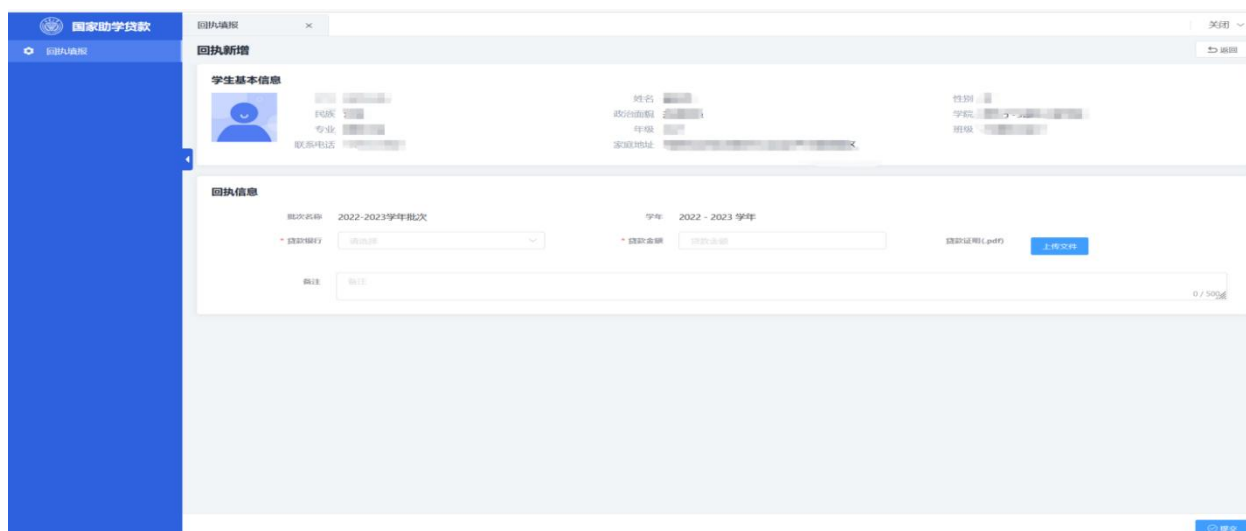 国家助学贷款
回执填报 ×
关闭
回执填报
回执新增
返回
学生基本信息
姓名
性别
民族
政治面貌
学院
专业
年级
班级
联系电话
家庭地址
回执信息
批次名称 2022-2023学年批次
学年 2022 - 2023 学年
* 贷款银行 请选择
* 贷款金额 贷款金额
贷款证明(.pdf) 上传文件
备注 备注
0 / 500
提交